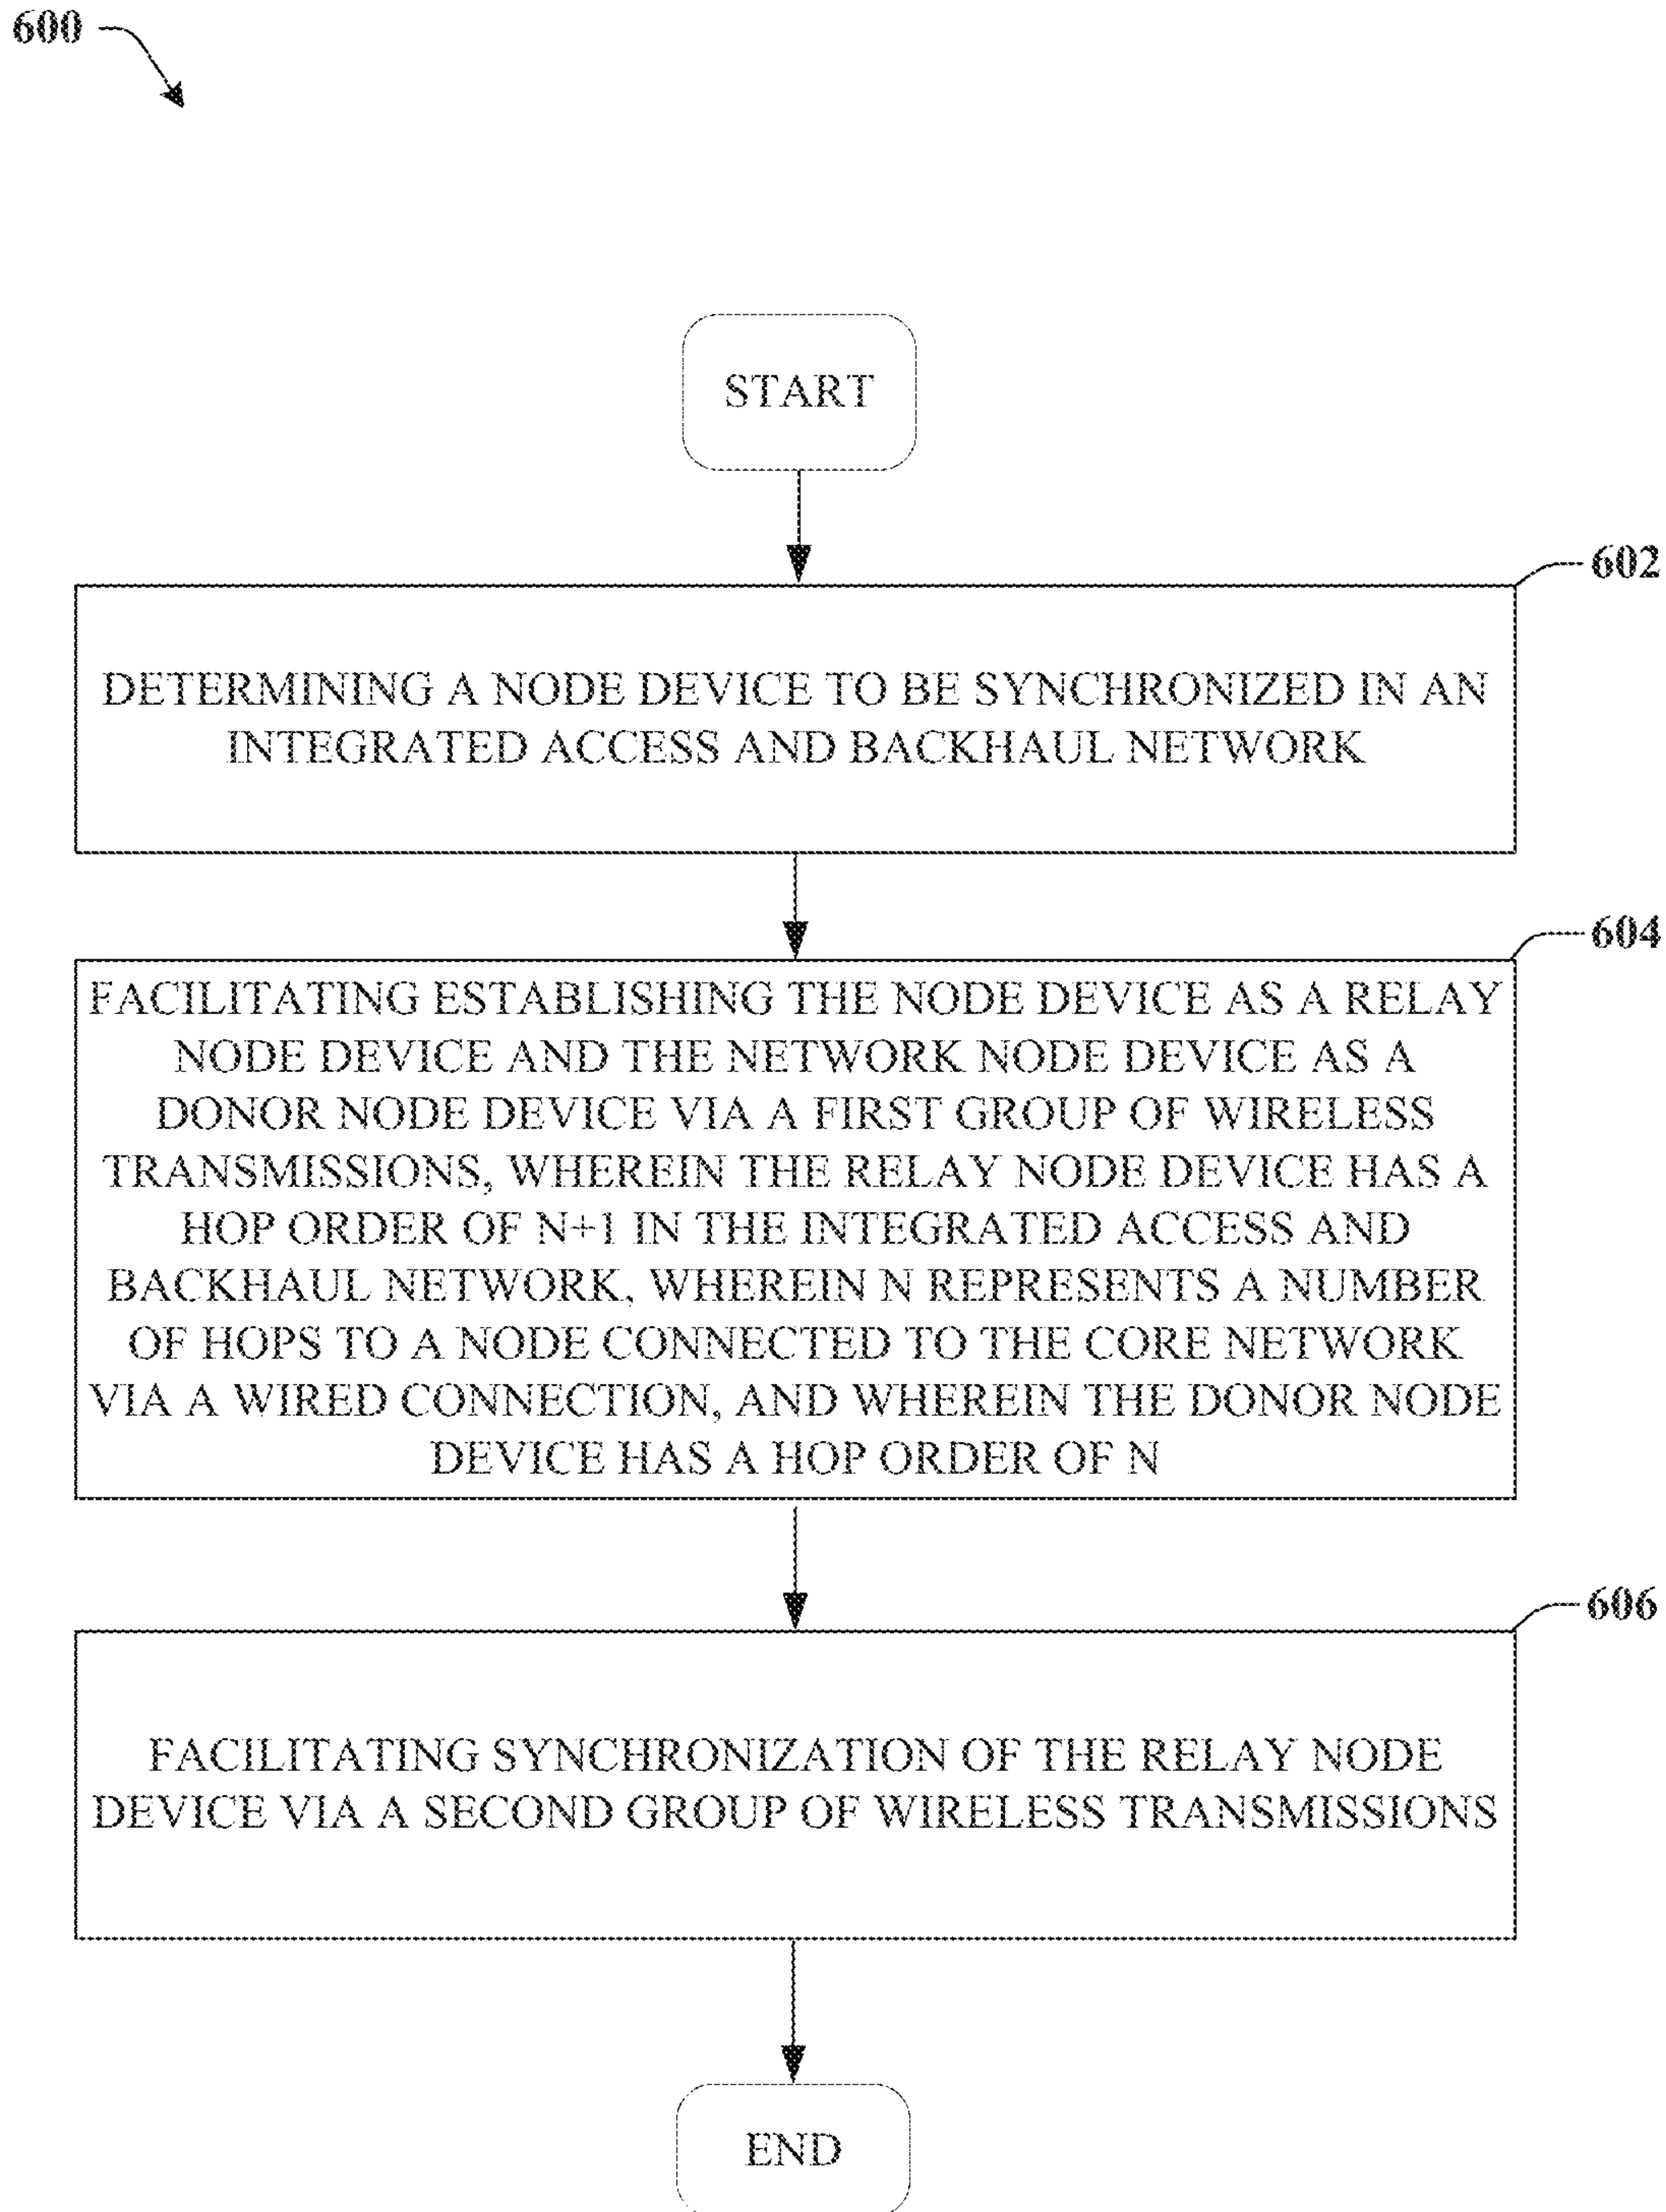 600
START
602
DETERMINING A NODE DEVICE TO BE SYNCHRONIZED IN AN
INTEGRATED ACCESS AND BACKHAUL NETWORK
604
FACILITATING ESTABLISHING THE NODE DEVICE AS A RELAY
NODE DEVICE AND THE NETWORK NODE DEVICE AS A
DONOR NODE DEVICE VIA A FIRST GROUP OF WIRELESS
TRANSMISSIONS, WHEREIN THE RELAY NODE DEVICE HAS A
HOP ORDER OF N+1 IN THE INTEGRATED ACCESS AND
BACKHAUL NETWORK, WHEREIN N REPRESENTS A NUMBER
OF HOPS TO A NODE CONNECTED TO THE CORE NETWORK
VIA A WIRED CONNECTION, AND WHEREIN THE DONOR NODE
DEVICE HAS A HOP ORDER OF N
606
FACILITATING SYNCHRONIZATION OF THE RELAY NODE
DEVICE VIA A SECOND GROUP OF WIRELESS TRANSMISSIONS
END